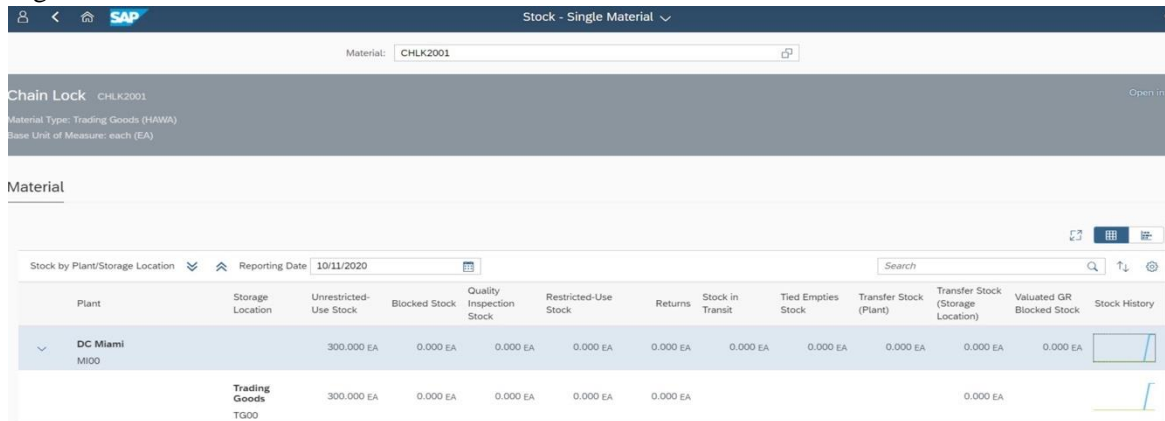 SAP Stock - Single Material
Material: CHLK2001
Chain Lock CHLK2001
Open in
Material Type: Trading Goods (HAWA)
Base Unit of Measure: each (EA)
Material
Stock by Plant/Storage Location Reporting Date 10/11/2020 Search
Plant Storage Location Unrestricted-Use Stock Blocked Stock Quality Inspection Stock Restricted-Use Stock Returns Stock in Transit Tied Empties Stock Transfer Stock (Plant) Transfer Stock (Storage Location) Valuated GR Blocked Stock Stock History
DC Miami 300.000 EA 0.000 EA 0.000 EA 0.000 EA 0.000 EA 0.000 EA 0.000 EA 0.000 EA 0.000 EA 0.000 EA
MI00
Trading Goods 300.000 EA 0.000 EA 0.000 EA 0.000 EA 0.000 EA 0.000 EA
TG00